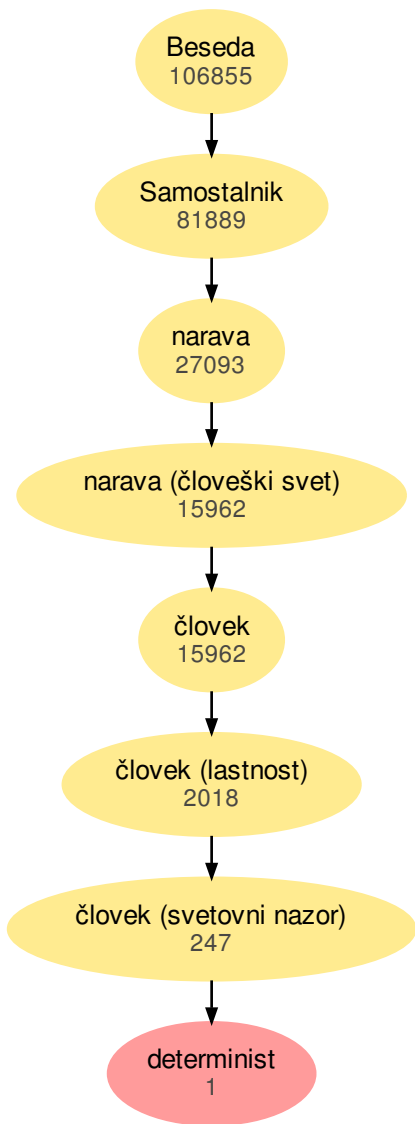 Beseda
106855
Samostalnik
81889
narava
27093
narava (človeški svet)
15962
človek
15962
človek (lastnost)
2018
človek (svetovni nazor)
247
determinist
1